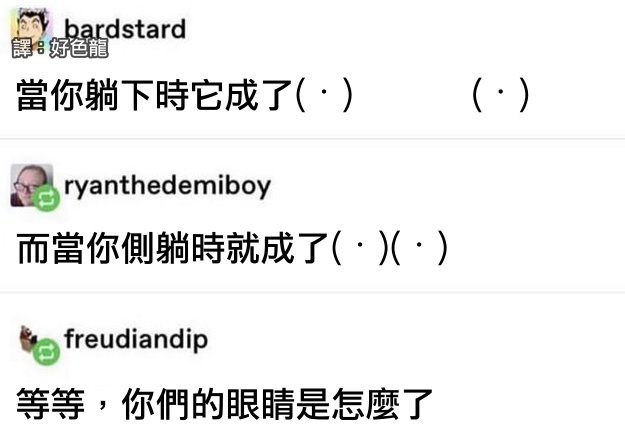 bardstard
譯:好色龍
當你躺下時它成了(‧)　　　(‧)
ryanthedemiboy
而當你側躺時就成了(‧)(‧)
freudiandip
等等，你們的眼睛是怎麼了